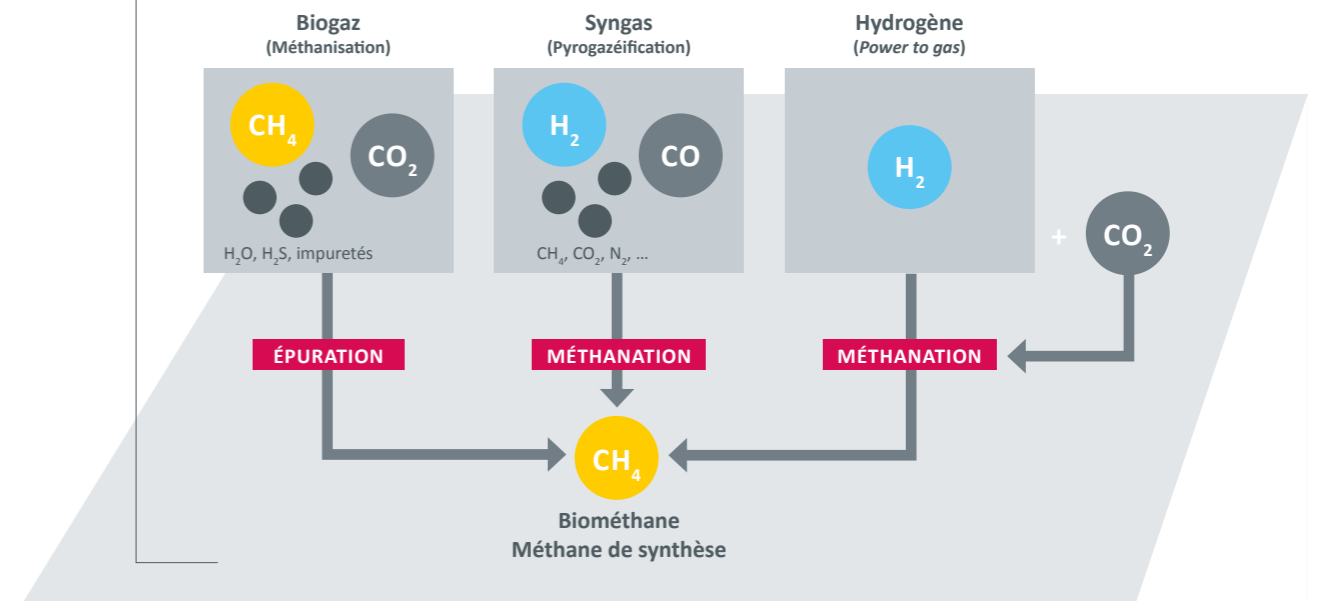 Biogaz
(Méthanisation)
Syngas
(Pyrogazéification)
Hydrogène
(Power to gas)
CH₄
CO₂
H₂O, H₂S, impuretés
H₂
CO
CH₄, CO₂, N₂, ...
H₂
+
CO₂
ÉPURATION
MÉTHANATION
MÉTHANATION
CH₄
Biométhane
Méthane de synthèse